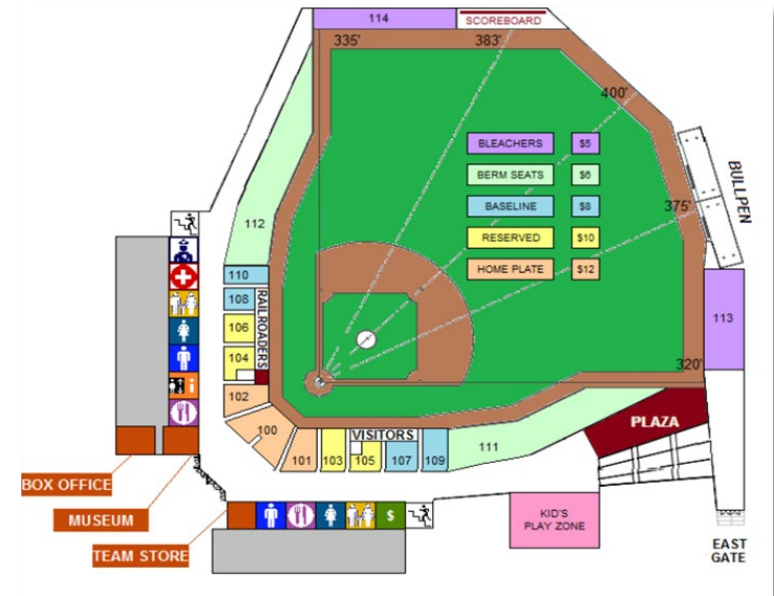 114
SCOREBOARD
335'
383'
400'
BLEACHERS $5
BERM SEATS $6
BASELINE $8
RESERVED $10
HOME PLATE $12
BULLPEN
375'
112
110
108
RAILROADERS
106
104
102
100
101
103
VISITORS
105
107
109
111
113
320'
PLAZA
BOX OFFICE
MUSEUM
TEAM STORE
$
KID'S
PLAY ZONE
EAST
GATE
i